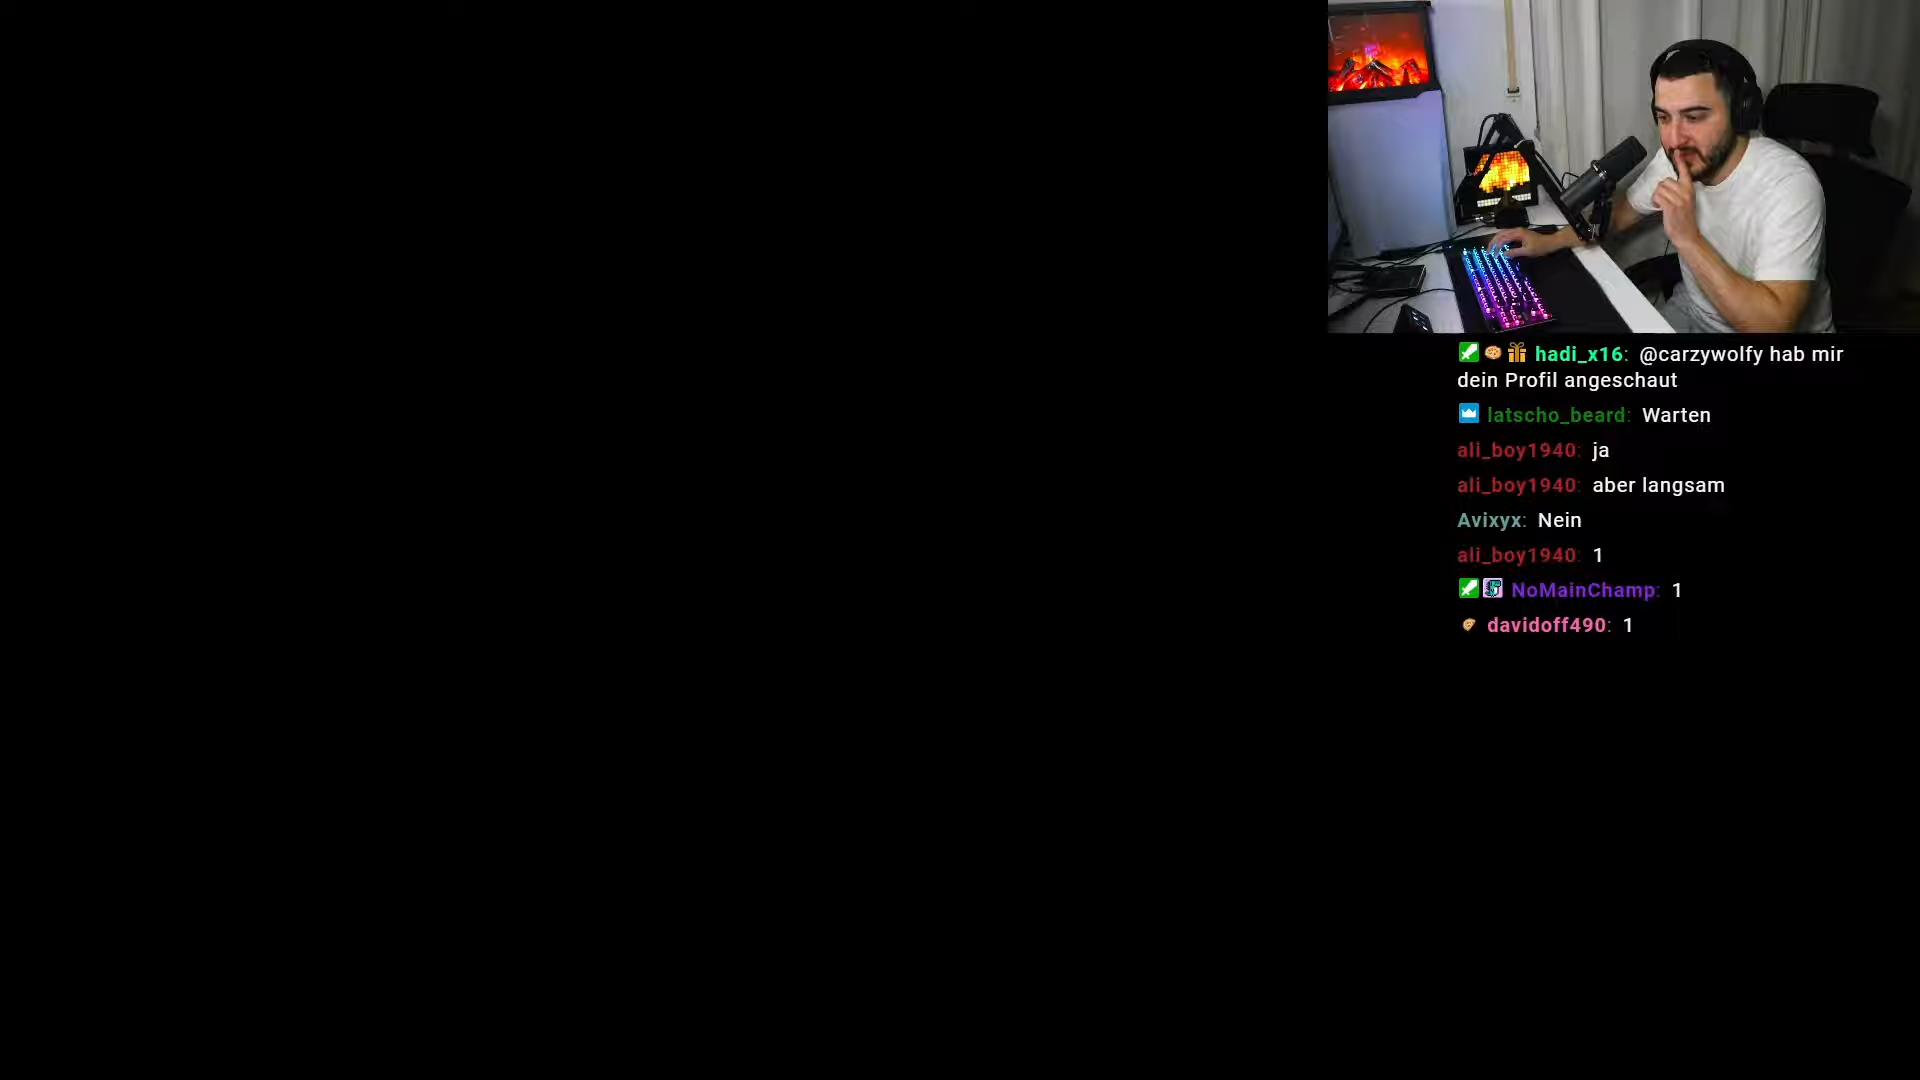 hadi_x16: @carzywolfy hab mir
dein Profil angeschaut
latscho_beard: Warten
ali_boy1940: ja
ali_boy1940: aber langsam
Avixyx: Nein
ali_boy1940: 1
NoMainChamp: 1
davidoff490: 1